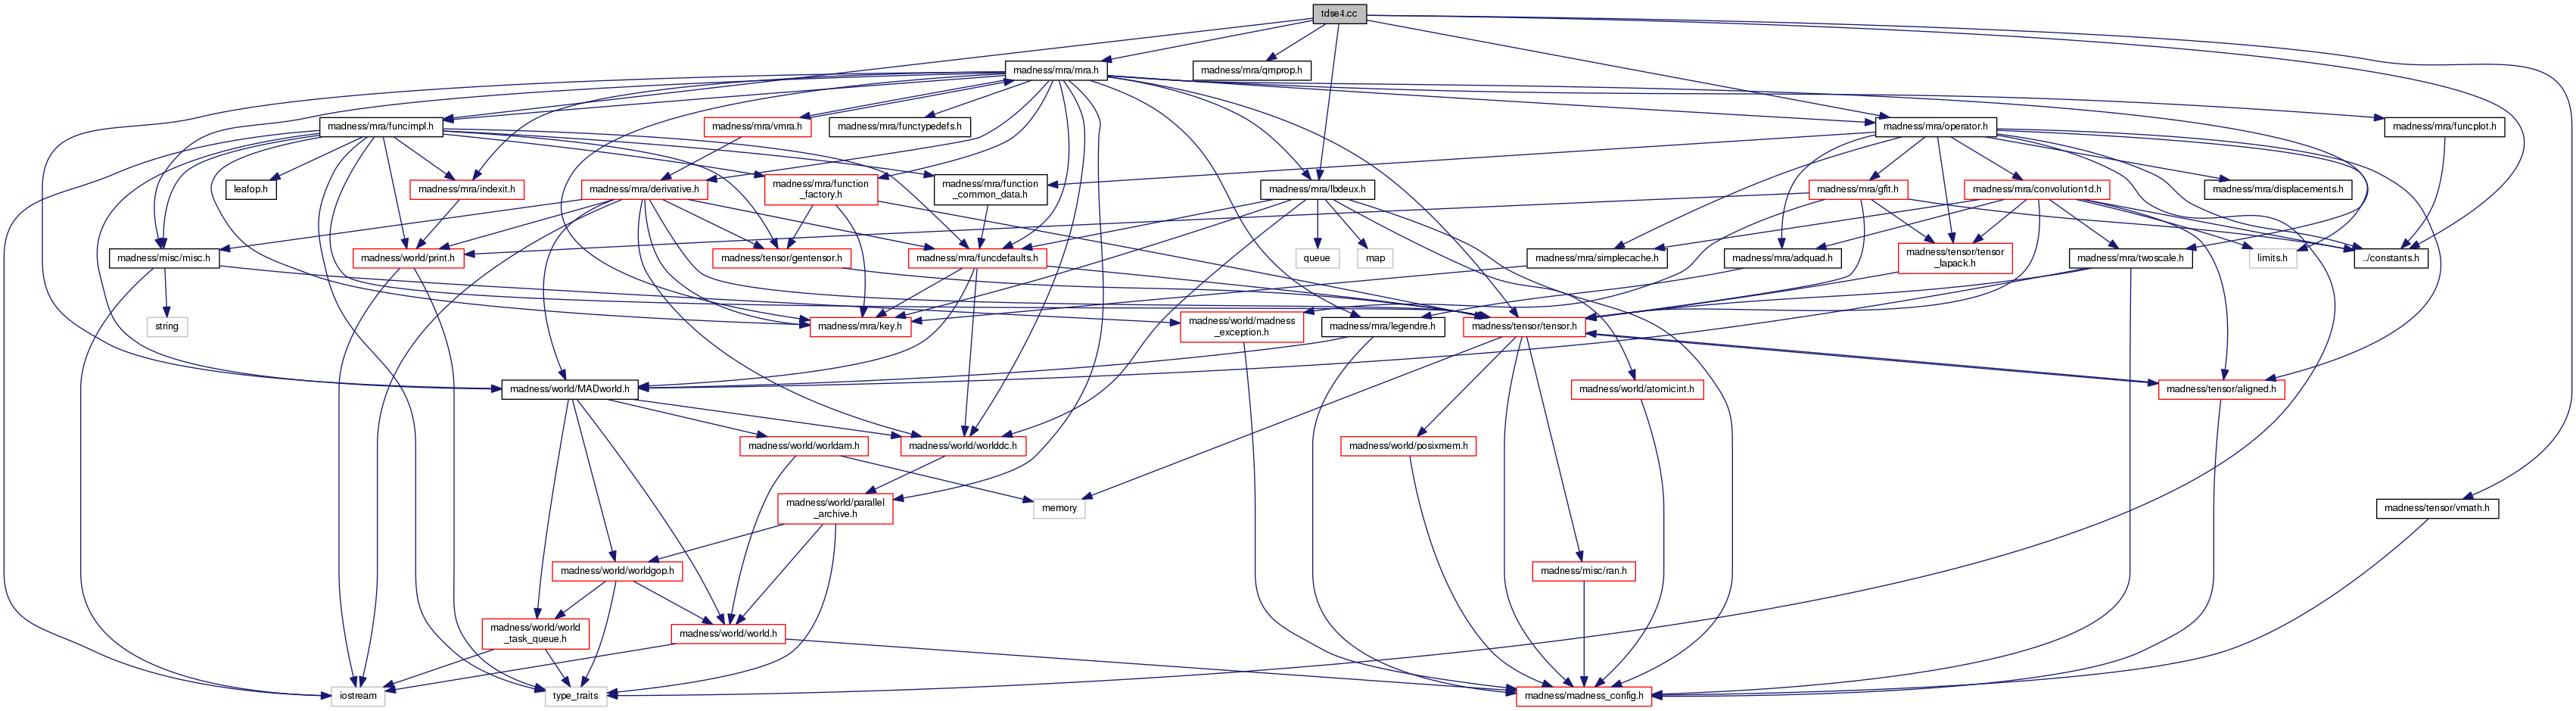 tdse4.cc
madness/mra/mra.h
madness/mra/qmprop.h
madness/mra/funcimpl.h
madness/mra/vmra.h
madness/mra/functypedefs.h
madness/mra/operator.h
madness/mra/funcplot.h
leafop.h
madness/mra/indexit.h
madness/mra/derivative.h
madness/mra/function
_factory.h
madness/mra/function
_common_data.h
madness/mra/lbdeux.h
madness/mra/gfit.h
madness/mra/convolution1d.h
madness/mra/displacements.h
madness/misc/misc.h
madness/world/print.h
madness/tensor/gentensor.h
madness/mra/funcdefaults.h
queue
map
madness/mra/simplecache.h
madness/mra/adquad.h
madness/tensor/tensor
_lapack.h
madness/mra/twoscale.h
limits.h
../constants.h
string
madness/mra/key.h
madness/world/madness
_exception.h
madness/mra/legendre.h
madness/tensor/tensor.h
madness/world/MADworld.h
madness/world/atomicint.h
madness/tensor/aligned.h
madness/world/worldam.h
madness/world/worlddc.h
madness/world/posixmem.h
madness/world/parallel
_archive.h
memory
madness/tensor/vmath.h
madness/world/worldgop.h
madness/misc/ran.h
madness/world/world
_task_queue.h
madness/world/world.h
iostream
type_traits
madness/madness_config.h